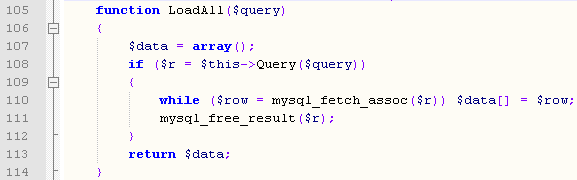 105 function LoadAll($query)
106 {
107 $data = array();
108 if ($r = $this->Query($query))
109 {
110 while ($row = mysql_fetch_assoc($r)) $data[] = $row;
111 mysql_free_result($r);
112 }
113 return $data;
114 }